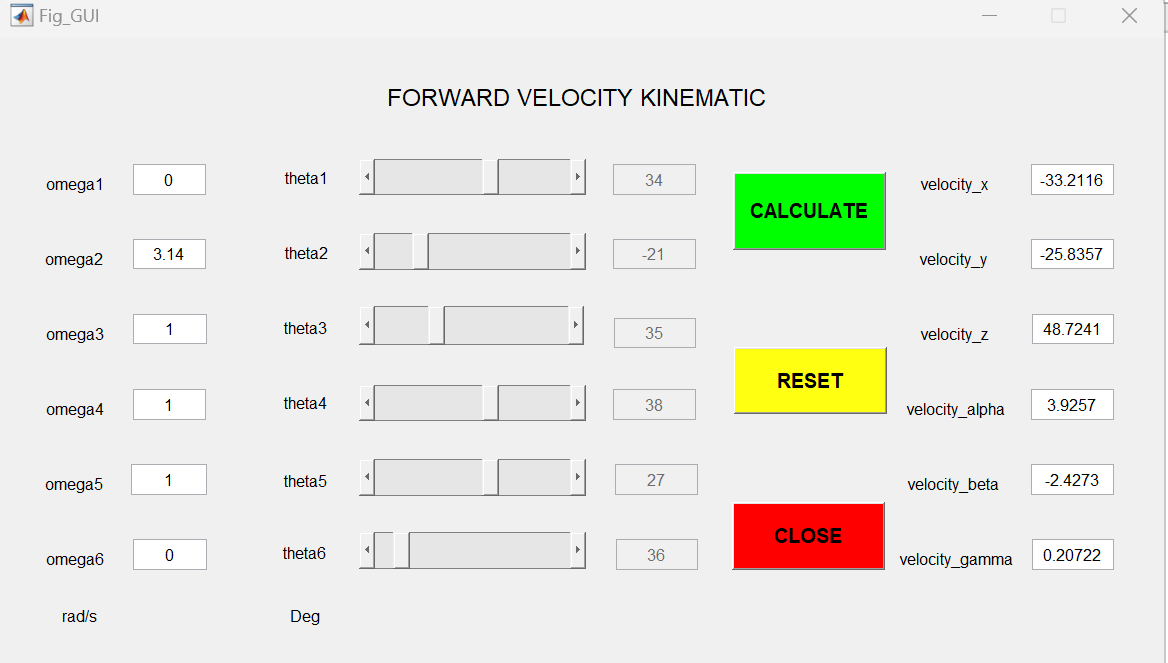 Fig_GUI
FORWARD VELOCITY KINEMATIC
omega1 0 theta1 34 CALCULATE velocity_x -33.2116
omega2 3.14 theta2 -21 velocity_y -25.8357
omega3 1 theta3 35 velocity_z 48.7241
omega4 1 theta4 38 RESET velocity_alpha 3.9257
omega5 1 theta5 27 velocity_beta -2.4273
omega6 0 theta6 36 CLOSE velocity_gamma 0.20722
rad/s Deg